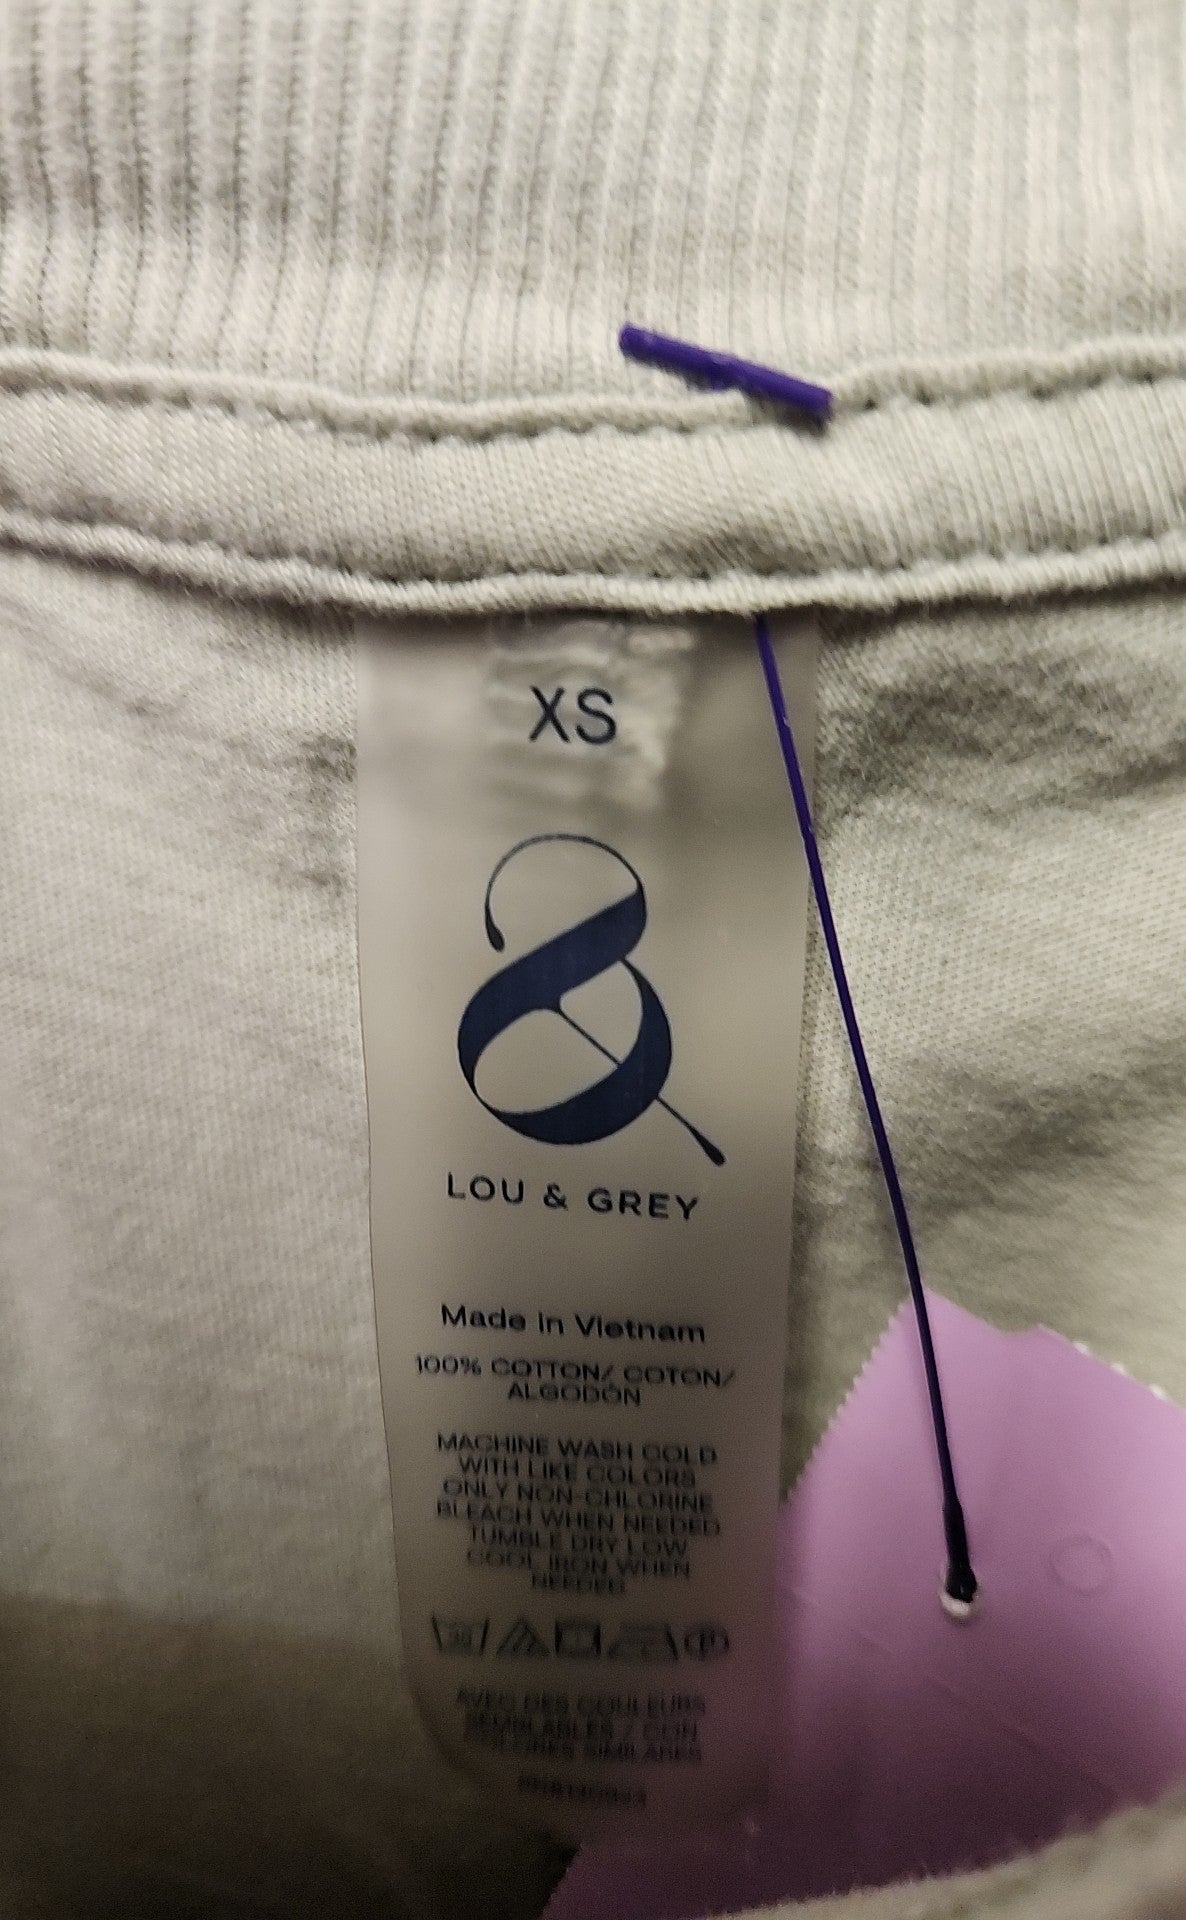 XS
&
LOU & GREY
Made in Vietnam
100% COTTON/ COTON/
ALGODÓN
MACHINE WASH COLD
WITH LIKE COLORS
ONLY NON-CHLORINE
BLEACH WHEN NEEDED
TUMBLE DRY LOW
COOL IRON WHEN
NEEDED
AVEC DES COULEURS
SEMBLABLES / CON
COLORES SIMILARES